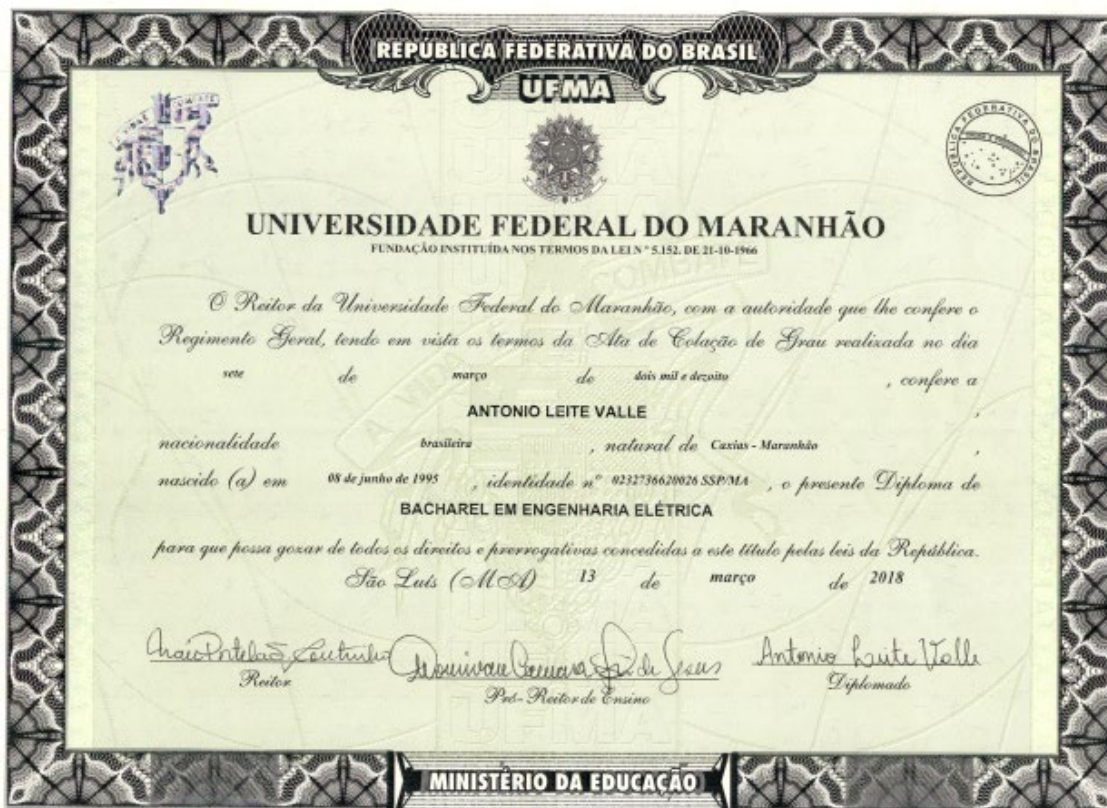 REPÚBLICA FEDERATIVA DO BRASIL
UFMA
REPÚBLICA FEDERATIVA DO BRASIL
UNIVERSIDADE FEDERAL DO MARANHÃO
FUNDAÇÃO INSTITUÍDA NOS TERMOS DA LEI N º 5.152, DE 21-10-1966
O Reitor da Universidade Federal do Maranhão, com a autoridade que lhe confere o
Regimento Geral, tendo em vista os termos da Ata de Colação de Grau realizada no dia
sete de março de dois mil e dezoito , confere a
ANTONIO LEITE VALLE ,
nacionalidade brasileira , natural de Caxias - Maranhão ,
nascido (a) em 08 de junho de 1995 , identidade nº 0232736620026 SSP/MA , o presente Diploma de
BACHAREL EM ENGENHARIA ELÉTRICA
para que possa gozar de todos os direitos e prerrogativas concedidas a este título pelas leis da República.
São Luís (MA) 13 de março de 2018
Antonio Leite Valle
Reitor
Pró-Reitor de Ensino
Diplomado
MINISTÉRIO DA EDUCAÇÃO